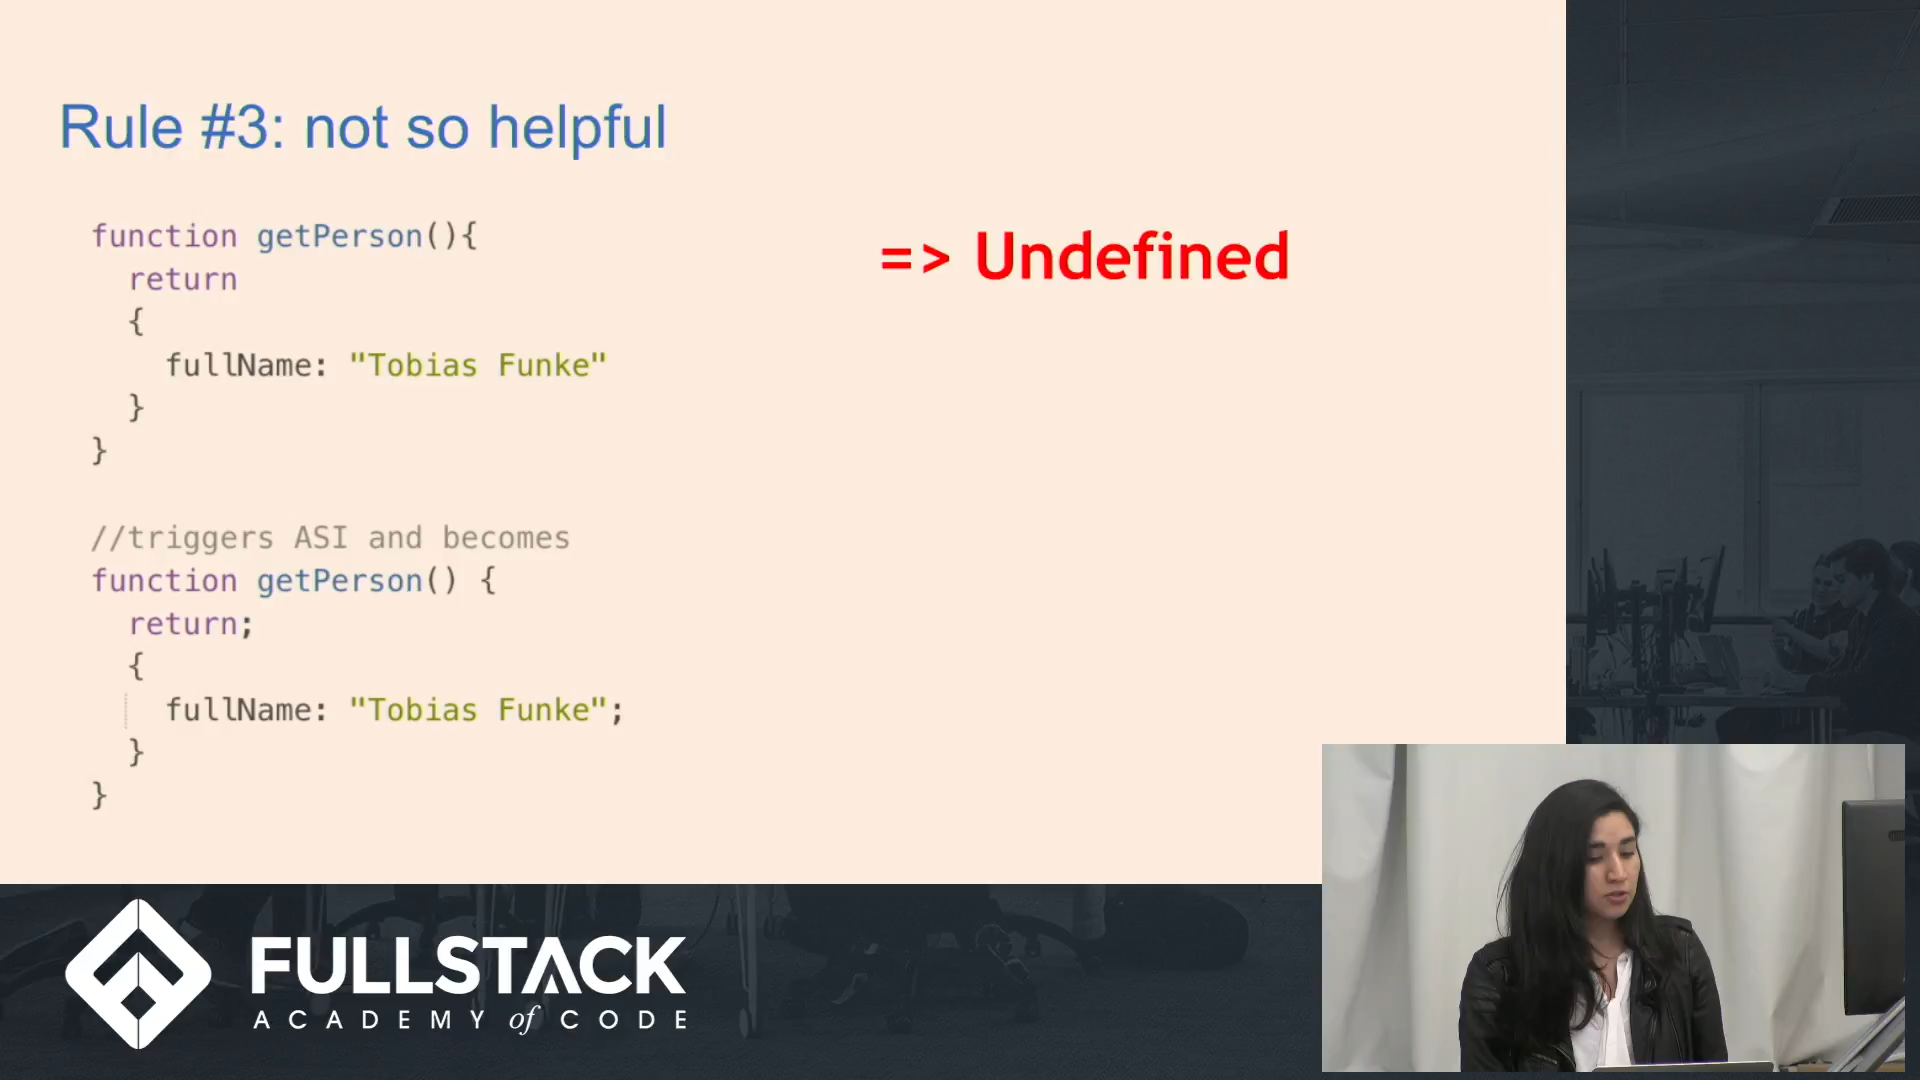 Rule #3: not so helpful
function getPerson(){
  return
  {
    fullName: "Tobias Funke"
  }
}
=> Undefined
//triggers ASI and becomes
function getPerson() {
  return;
  {
    fullName: "Tobias Funke";
  }
}
FULLSTACK
ACADEMY of CODE